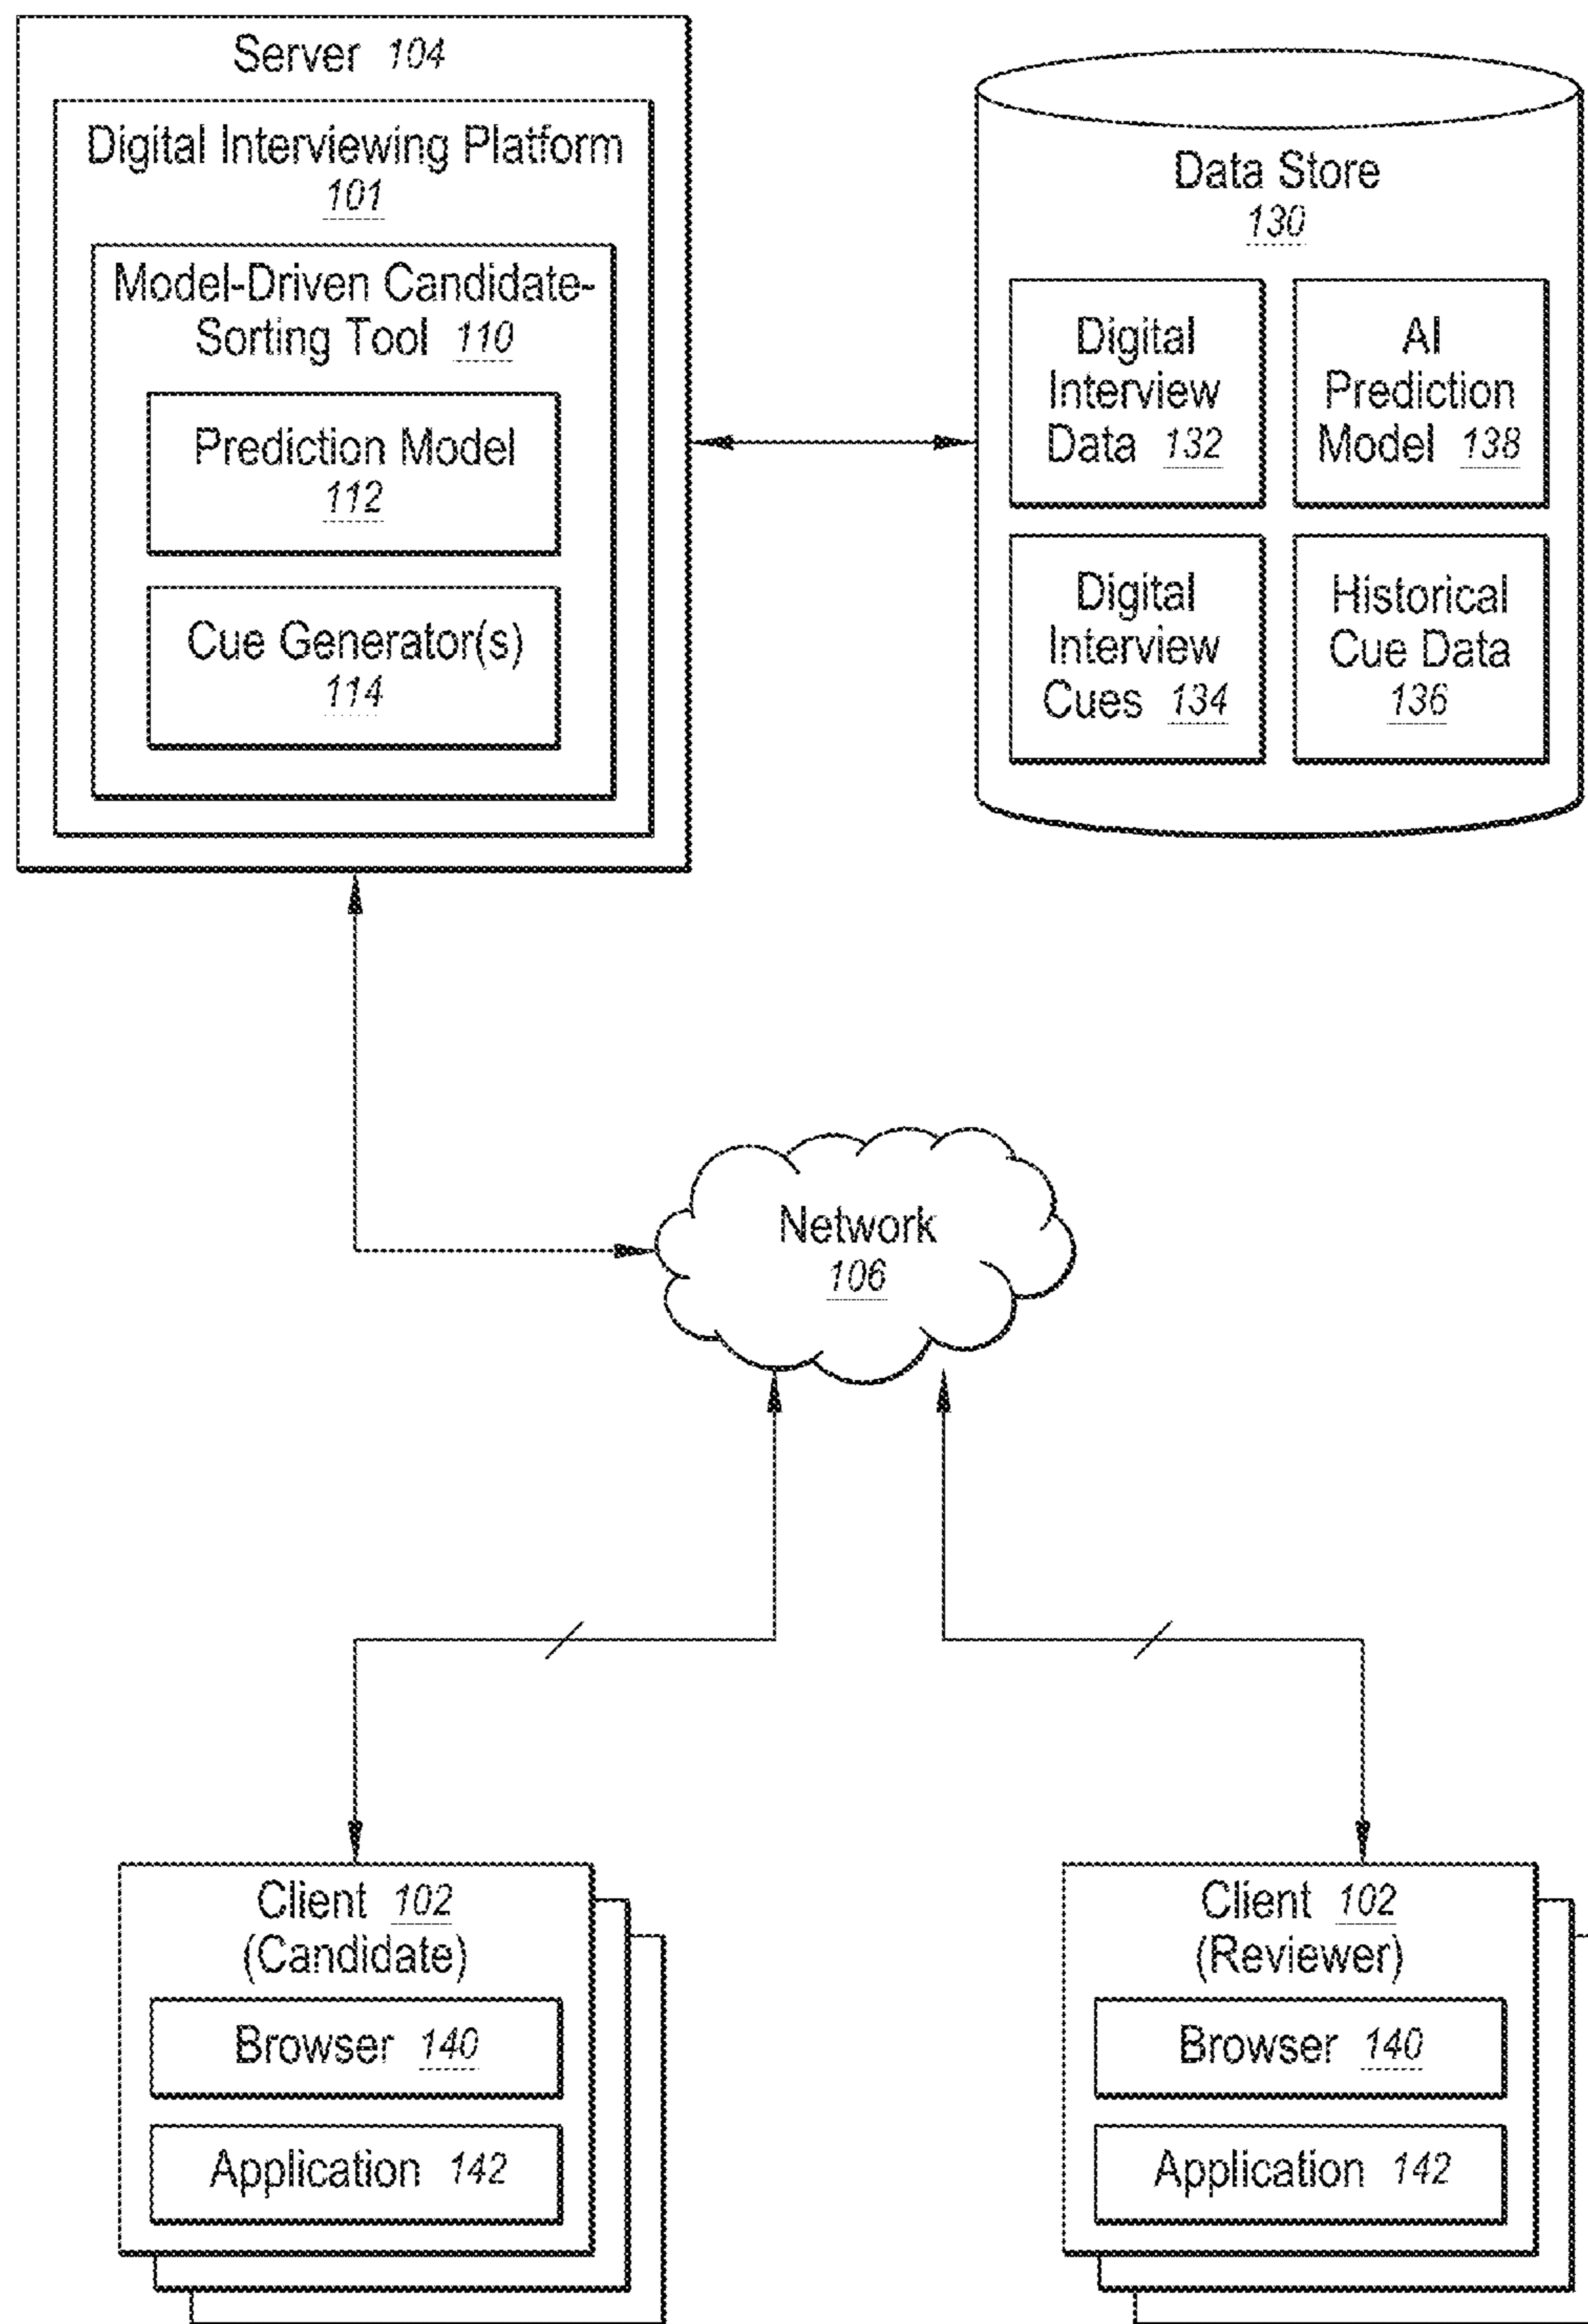 Server 104
Digital Interviewing Platform
101
Model-Driven Candidate-
Sorting Tool 110
Prediction Model
112
Cue Generator(s)
114
Data Store
130
Digital
Interview
Data 132
AI
Prediction
Model 138
Digital
Interview
Cues 134
Historical
Cue Data
136
Network
106
Client 102
(Candidate)
Browser 140
Application 142
Client 102
(Reviewer)
Browser 140
Application 142